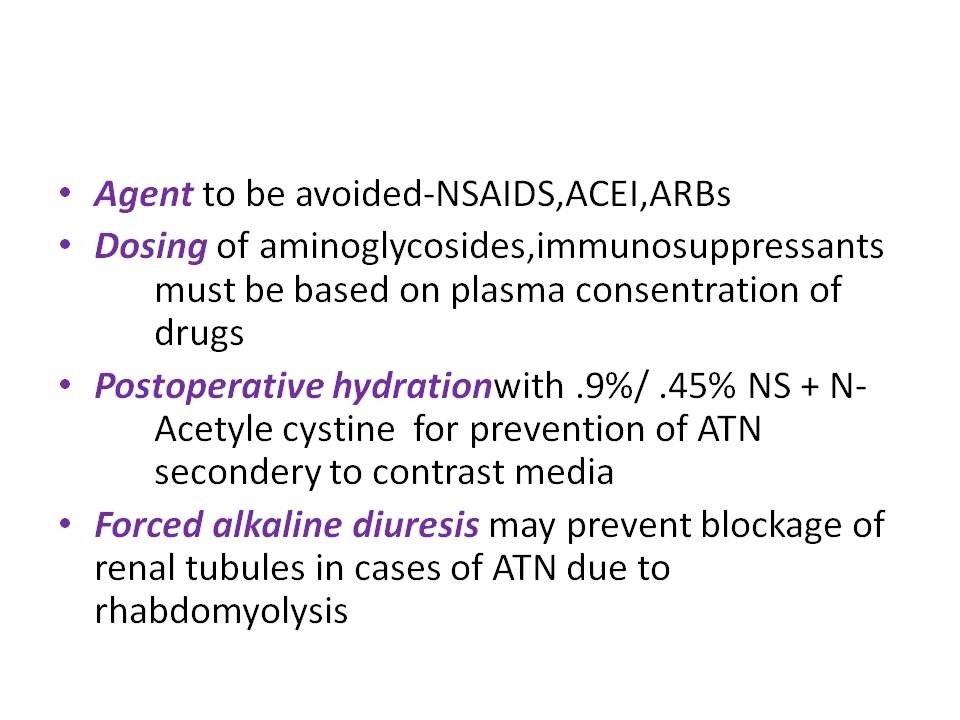 • Agent to be avoided-NSAIDS,ACEI,ARBs
• Dosing of aminoglycosides,immunosuppressants
must be based on plasma consentration of
drugs
• Postoperative hydrationwith .9%/ .45% NS + N-
Acetyle cystine for prevention of ATN
secondery to contrast media
• Forced alkaline diuresis may prevent blockage of
renal tubules in cases of ATN due to
rhabdomyolysis